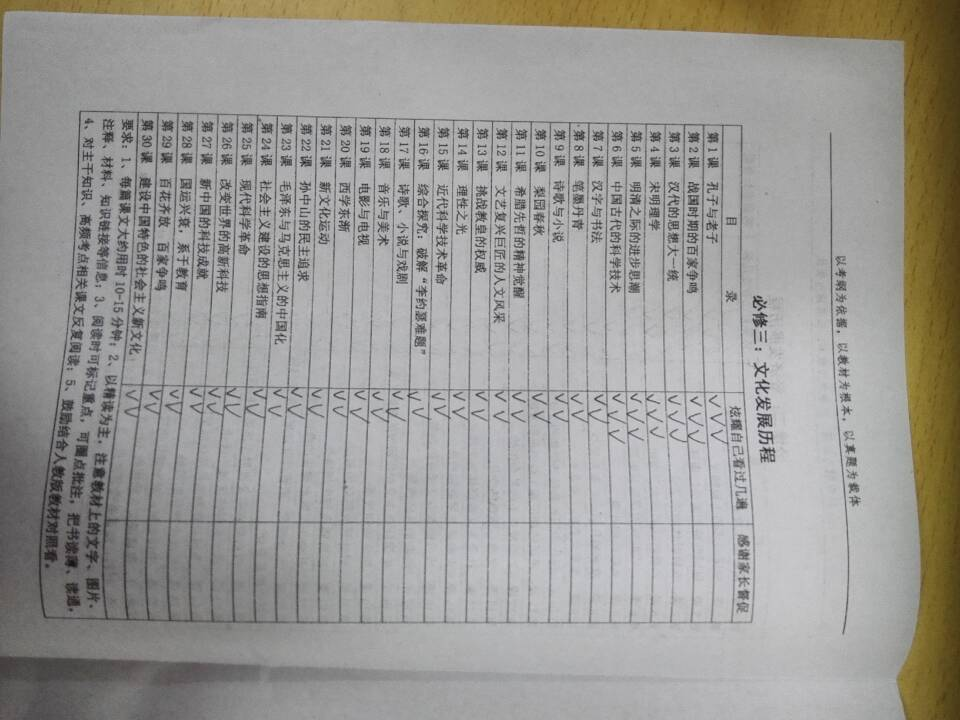 以考纲为依据，以教材为根本，以真题为载体
必修三：文化发展历程
目 录 炫耀自己看过几遍 感谢家长督促
第1课 孔子与老子 √√√
第2课 战国时期的百家争鸣 √√√
第3课 汉代的思想大一统 √√√
第4课 宋明理学 √√√
第5课 明清之际的进步思潮 √√√
第6课 中国古代的科学技术 √√√
第7课 汉字与书法 √√
第8课 笔墨丹青 √√
第9课 诗歌与小说 √√
第10课 梨园春秋 √√
第11课 希腊先哲的精神觉醒 √√
第12课 文艺复兴巨匠的人文风采 √√
第13课 挑战教皇的权威 √√
第14课 理性之光 √√
第15课 近代科学技术革命 √√
第16课 综合探究：破解“李约瑟难题” √√
第17课 诗歌、小说与戏剧 √√
第18课 音乐与美术 √√
第19课 电影与电视 √√
第20课 西学东渐 √√
第21课 新文化运动 √√
第22课 孙中山的民主追求 √√
第23课 毛泽东与马克思主义的中国化 √√
第24课 社会主义建设的思想指南 √√
第25课 现代科学革命 √√
第26课 改变世界的高新科技 √√
第27课 新中国的科技成就 √√
第28课 国运兴衰，系于教育 √√
第29课 百花齐放 百家争鸣 √√
第30课 建设中国特色的社会主义新文化 √√
要求：1、每篇课文大约用时10-15分钟；2、以精读为主，注意教材上的文字、图片、
注释、材料、知识链接等信息；3、阅读时可标记重点，可圈点批注，把书读薄、读通，
4、对主干知识、高频考点相关课文反复阅读；5、鼓励结合人教版教材对照看。